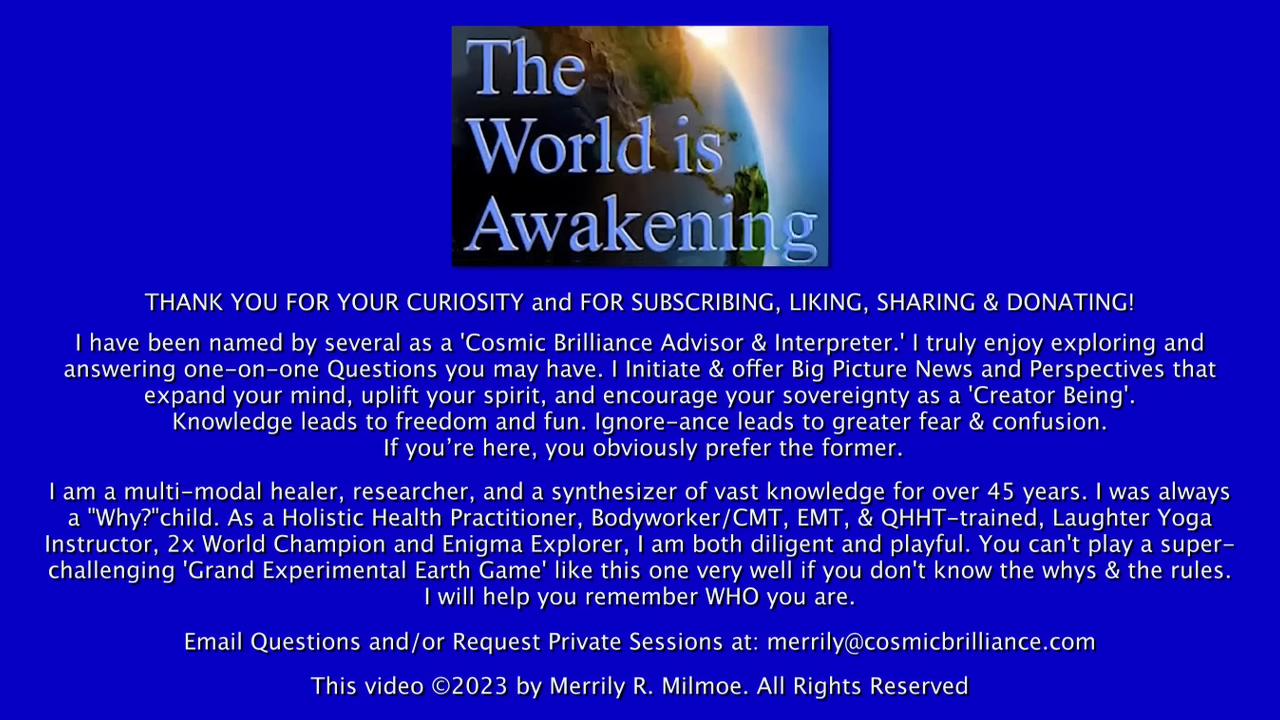 The
World is
Awakening
THANK YOU FOR YOUR CURIOSITY and FOR SUBSCRIBING, LIKING, SHARING & DONATING!
I have been named by several as a 'Cosmic Brilliance Advisor & Interpreter.' I truly enjoy exploring and
answering one-on-one Questions you may have. I Initiate & offer Big Picture News and Perspectives that
expand your mind, uplift your spirit, and encourage your sovereignty as a 'Creator Being'.
Knowledge leads to freedom and fun. Ignore-ance leads to greater fear & confusion.
If you’re here, you obviously prefer the former.
I am a multi-modal healer, researcher, and a synthesizer of vast knowledge for over 45 years. I was always
a "Why?"child. As a Holistic Health Practitioner, Bodyworker/CMT, EMT, & QHHT-trained, Laughter Yoga
Instructor, 2x World Champion and Enigma Explorer, I am both diligent and playful. You can't play a super-
challenging 'Grand Experimental Earth Game' like this one very well if you don't know the whys & the rules.
I will help you remember WHO you are.
Email Questions and/or Request Private Sessions at: merrily@cosmicbrilliance.com
This video ©2023 by Merrily R. Milmoe. All Rights Reserved